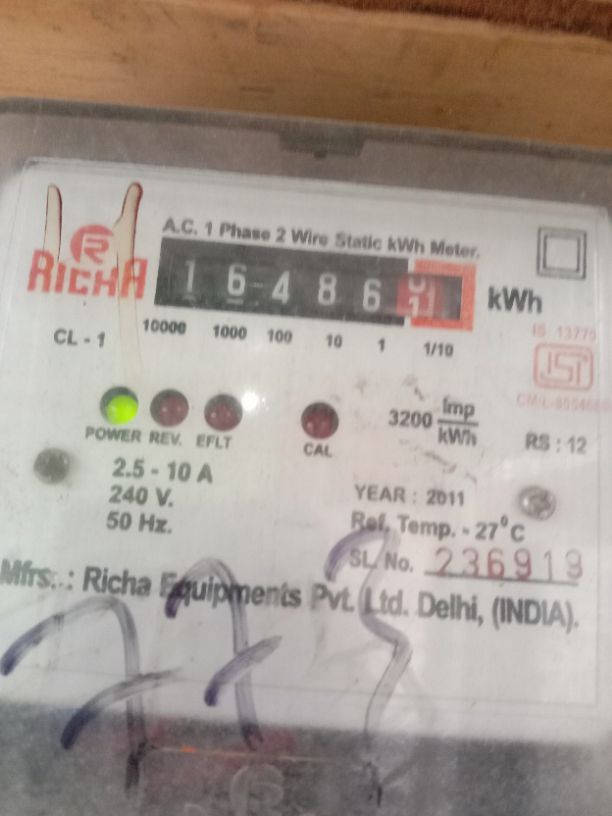 A.C. 1 Phase 2 Wire Static kWh Meter.
RICHA
1 6 4 8 6 kWh
CL - 1
10000 1000 100 10 1 1/10
IS: 13779
ISI
3200 Imp/kWh
POWER REV. EFLT CAL
RS : 12
2.5 - 10 A
240 V.
50 Hz.
YEAR : 2011
Ref. Temp. - 27°C
SL No. 236919
Mfrs. : Richa Equipments Pvt. Ltd. Delhi, (INDIA).
773